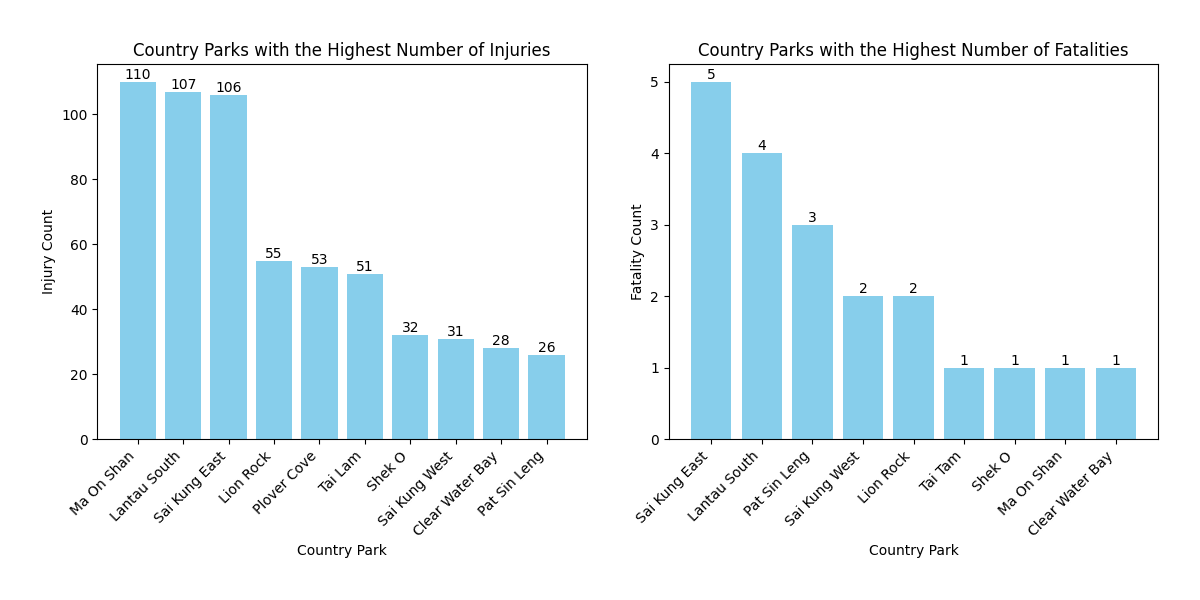 Country Parks with the Highest Number of Injuries
110
107
106
55
53
51
32
31
28
26
100
80
60
40
20
0
Injury Count
Ma On Shan
Lantau South
Sai Kung East
Lion Rock
Plover Cove
Tai Lam
Shek O
Sai Kung West
Clear Water Bay
Pat Sin Leng
Country Park
Country Parks with the Highest Number of Fatalities
5
4
3
2
2
1
1
1
1
5
4
3
2
1
0
Fatality Count
Sai Kung East
Lantau South
Pat Sin Leng
Sai Kung West
Lion Rock
Tai Tam
Shek O
Ma On Shan
Clear Water Bay
Country Park